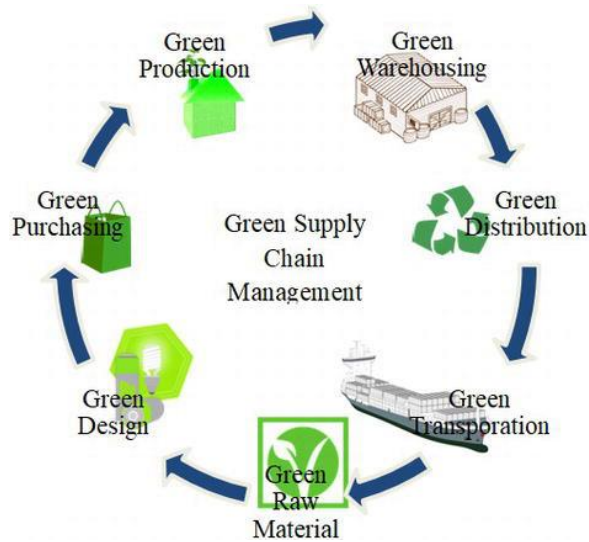 Green
Production
Green
Warehousing
Green
Purchasing
Green
Distribution
Green Supply
Chain
Management
Green
Design
Green
Transporation
Green
Raw
Material